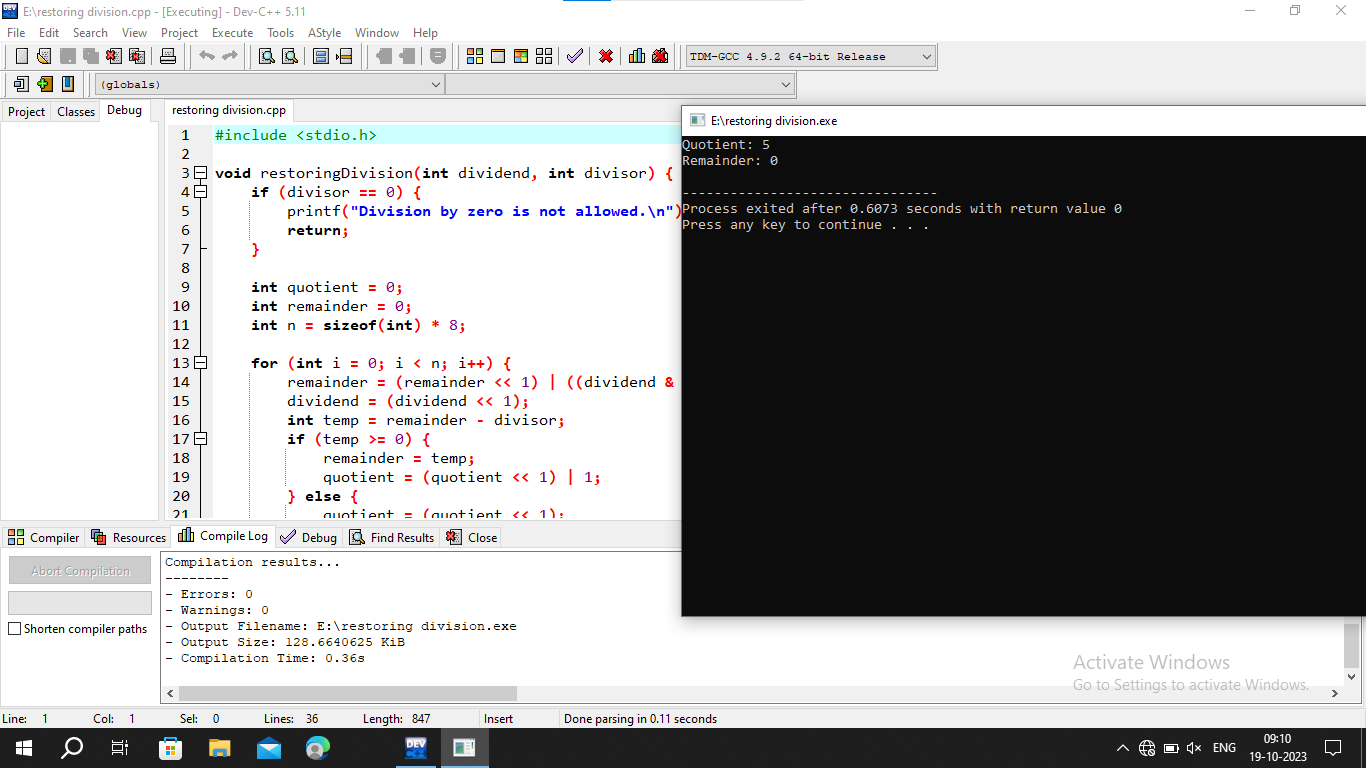 E:\restoring division.cpp - [Executing] - Dev-C++ 5.11
File Edit Search View Project Execute Tools AStyle Window Help
TDM-GCC 4.9.2 64-bit Release
(globals)
Project Classes Debug
restoring division.cpp
1 #include <stdio.h>
2
3 void restoringDivision(int dividend, int divisor) {
4 if (divisor == 0) {
5 printf("Division by zero is not allowed.\n")
6 return;
7 }
8
9 int quotient = 0;
10 int remainder = 0;
11 int n = sizeof(int) * 8;
12
13 for (int i = 0; i < n; i++) {
14 remainder = (remainder << 1) | ((dividend &
15 dividend = (dividend << 1);
16 int temp = remainder - divisor;
17 if (temp >= 0) {
18 remainder = temp;
19 quotient = (quotient << 1) | 1;
20 } else {
21 quotient = (quotient << 1);
E:\restoring division.exe
Quotient: 5
Remainder: 0
--------------------------------
Process exited after 0.6073 seconds with return value 0
Press any key to continue . . .
Compiler Resources Compile Log Debug Find Results Close
Abort Compilation
Shorten compiler paths
Compilation results...
--------
- Errors: 0
- Warnings: 0
- Output Filename: E:\restoring division.exe
- Output Size: 128.6640625 KiB
- Compilation Time: 0.36s
Activate Windows
Go to Settings to activate Windows.
Line: 1 Col: 1 Sel: 0 Lines: 36 Length: 847 Insert Done parsing in 0.11 seconds
DEV
ENG
09:10
19-10-2023